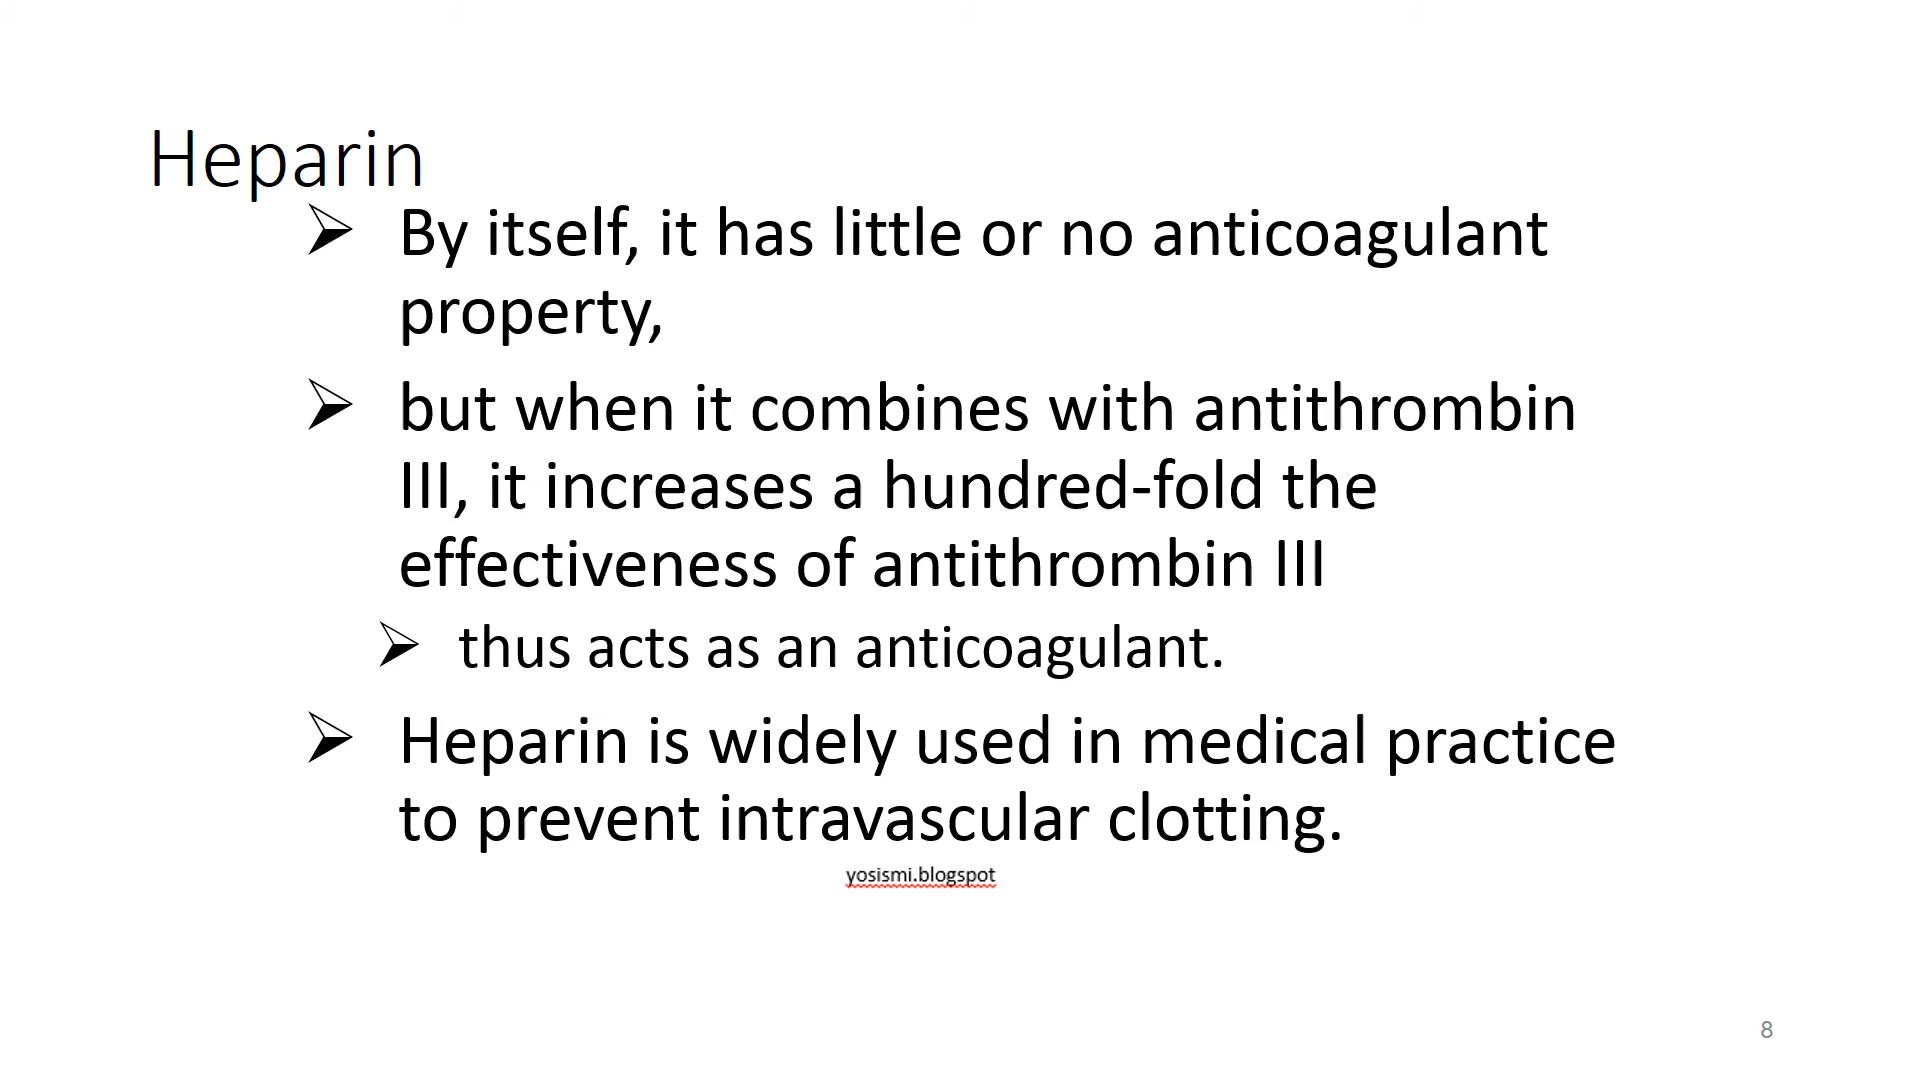 Heparin
By itself, it has little or no anticoagulant
property,
but when it combines with antithrombin
III, it increases a hundred-fold the
effectiveness of antithrombin III
thus acts as an anticoagulant.
Heparin is widely used in medical practice
to prevent intravascular clotting.
yosismi.blogspot
8